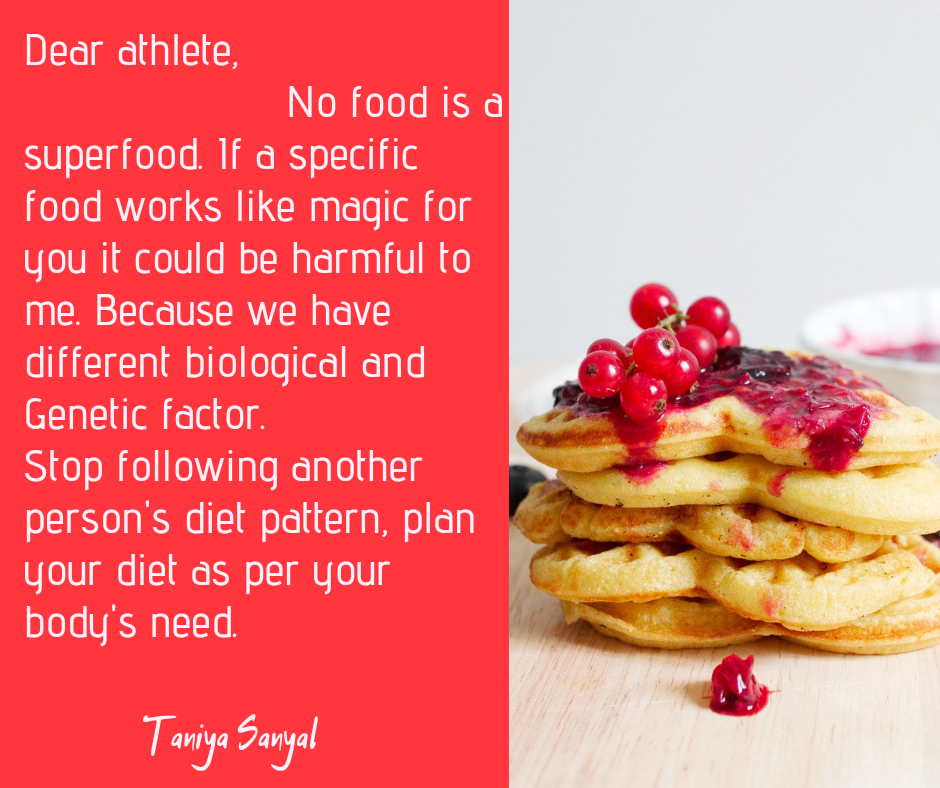 Dear athlete,
No food is a
superfood. If a specific
food works like magic for
you it could be harmful to
me. Because we have
different biological and
Genetic factor.
Stop following another
person's diet pattern, plan
your diet as per your
body's need.
Taniya Sanyal